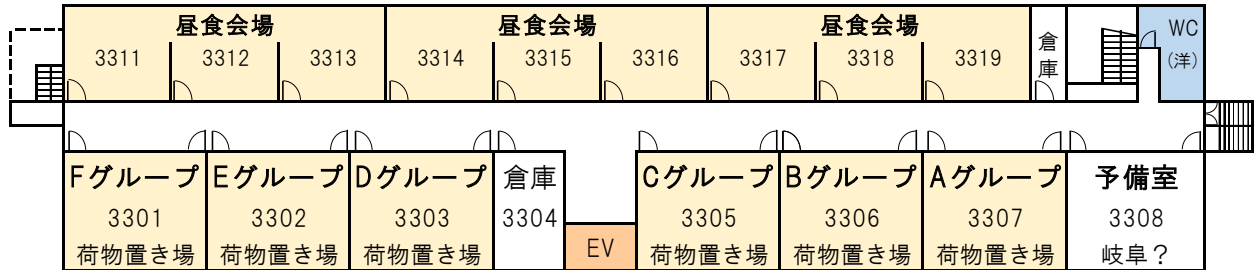 昼食会場 昼食会場 昼食会場
3311 3312 3313 3314 3315 3316 3317 3318 3319
倉庫
WC
(洋)
Fグループ Eグループ Dグループ 倉庫 Cグループ Bグループ Aグループ 予備室
3301 3302 3303 3304 3305 3306 3307 3308
荷物置き場 荷物置き場 荷物置き場 EV 荷物置き場 荷物置き場 荷物置き場 岐阜？